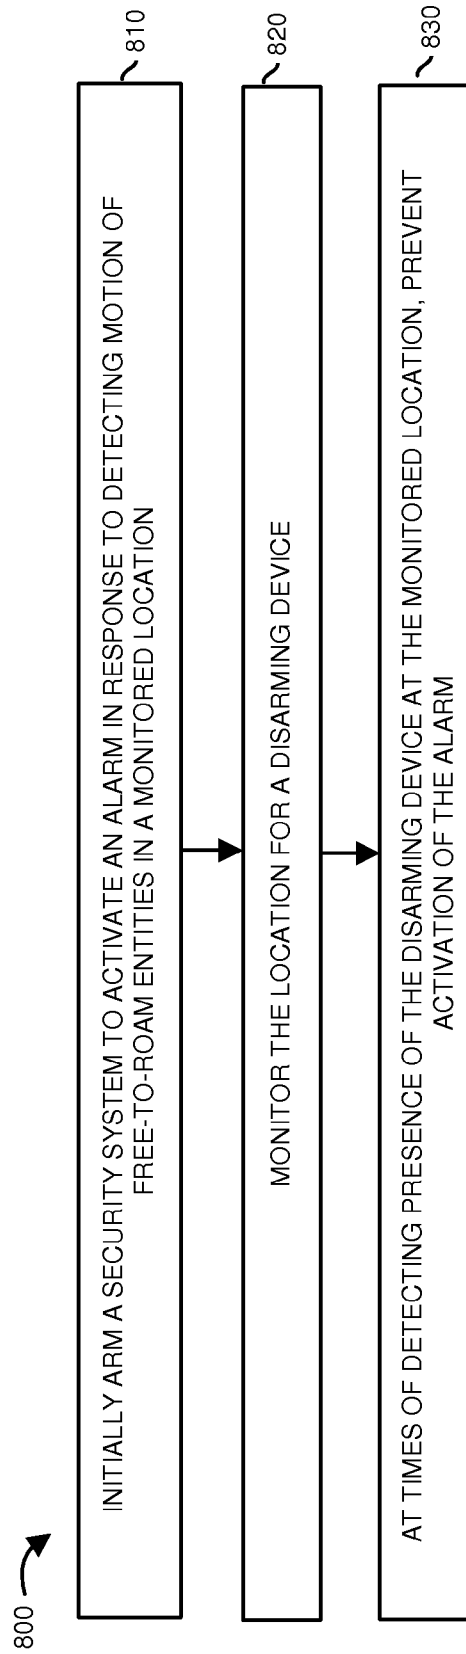 800
810
INITIALLY ARM A SECURITY SYSTEM TO ACTIVATE AN ALARM IN RESPONSE TO DETECTING MOTION OF
FREE-TO-ROAM ENTITIES IN A MONITORED LOCATION
820
MONITOR THE LOCATION FOR A DISARMING DEVICE
830
AT TIMES OF DETECTING PRESENCE OF THE DISARMING DEVICE AT THE MONITORED LOCATION, PREVENT
ACTIVATION OF THE ALARM